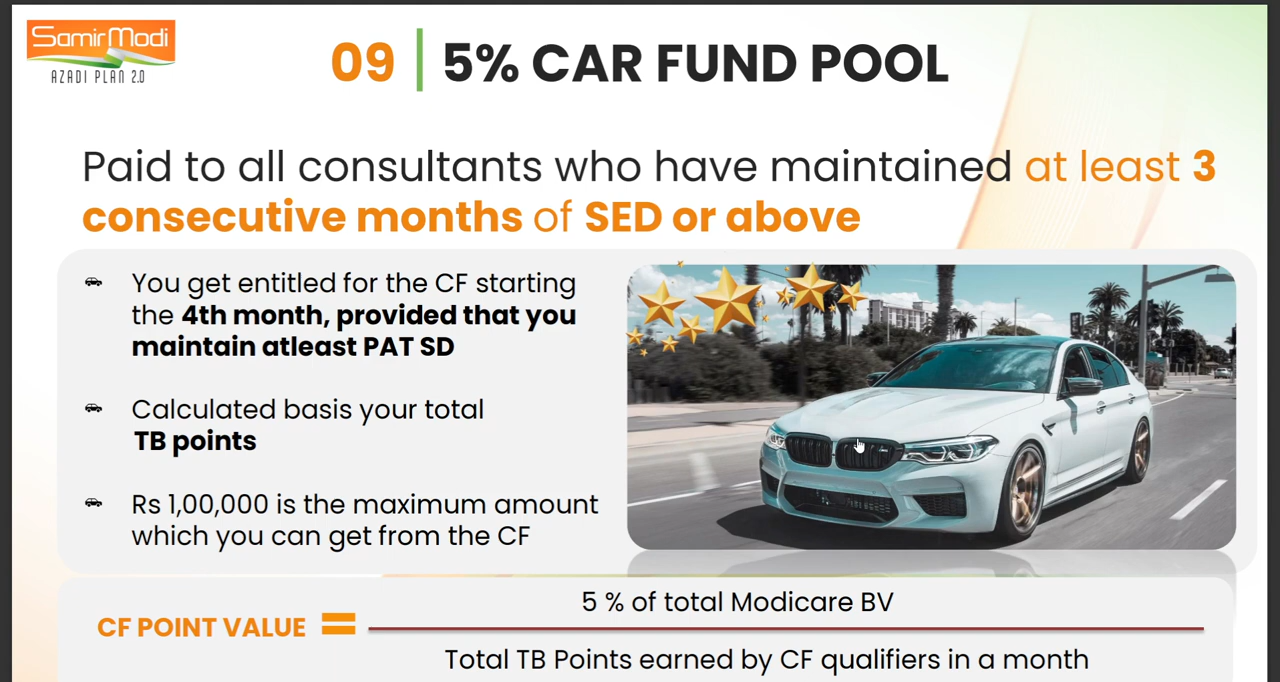 SamirModi
AZADI PLAN 2.0
09 | 5% CAR FUND POOL
Paid to all consultants who have maintained at least 3
consecutive months of SED or above
You get entitled for the CF starting
the 4th month, provided that you
maintain atleast PAT SD
Calculated basis your total
TB points
Rs 1,00,000 is the maximum amount
which you can get from the CF
CF POINT VALUE =
5 % of total Modicare BV
Total TB Points earned by CF qualifiers in a month